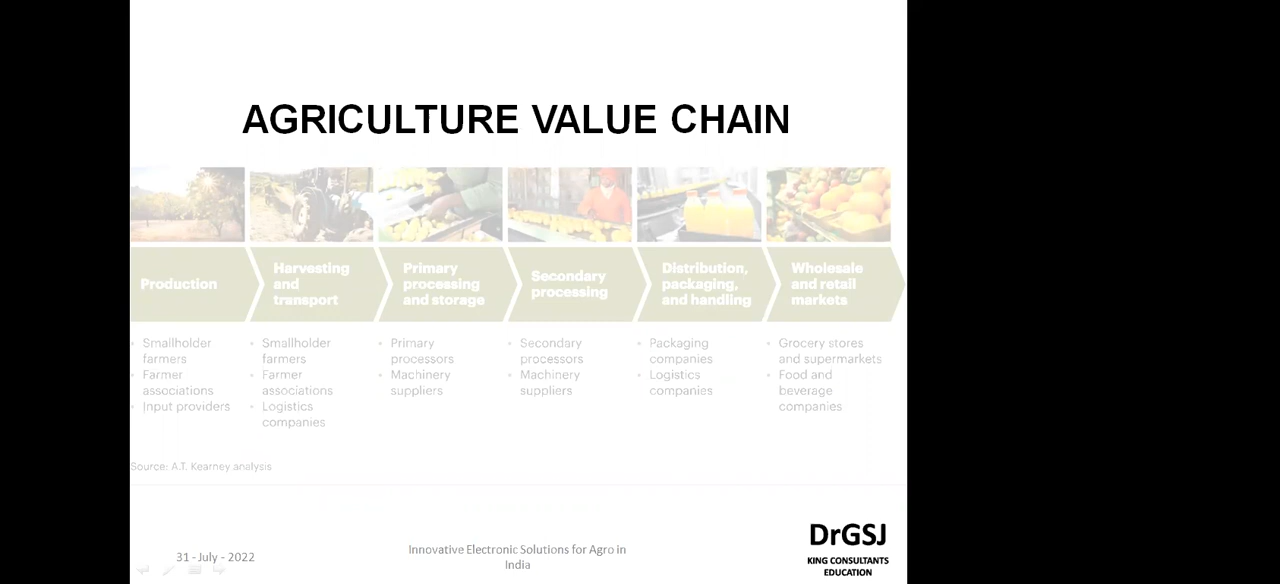 AGRICULTURE VALUE CHAIN
Production
Harvesting
and
transport
Primary
processing
and storage
Secondary
processing
Distribution,
packaging,
and handling
Wholesale
and retail
markets
• Smallholder
farmers
• Farmer
associations
• Input providers
• Smallholder
farmers
• Farmer
associations
• Logistics
companies
• Primary
processors
• Machinery
suppliers
• Secondary
processors
• Machinery
suppliers
• Packaging
companies
• Logistics
companies
• Grocery stores
and supermarkets
• Food and
beverage
companies
Source: A.T. Kearney analysis
31 - July - 2022
Innovative Electronic Solutions for Agro in
India
DrGSJ
KING CONSULTANTS
EDUCATION